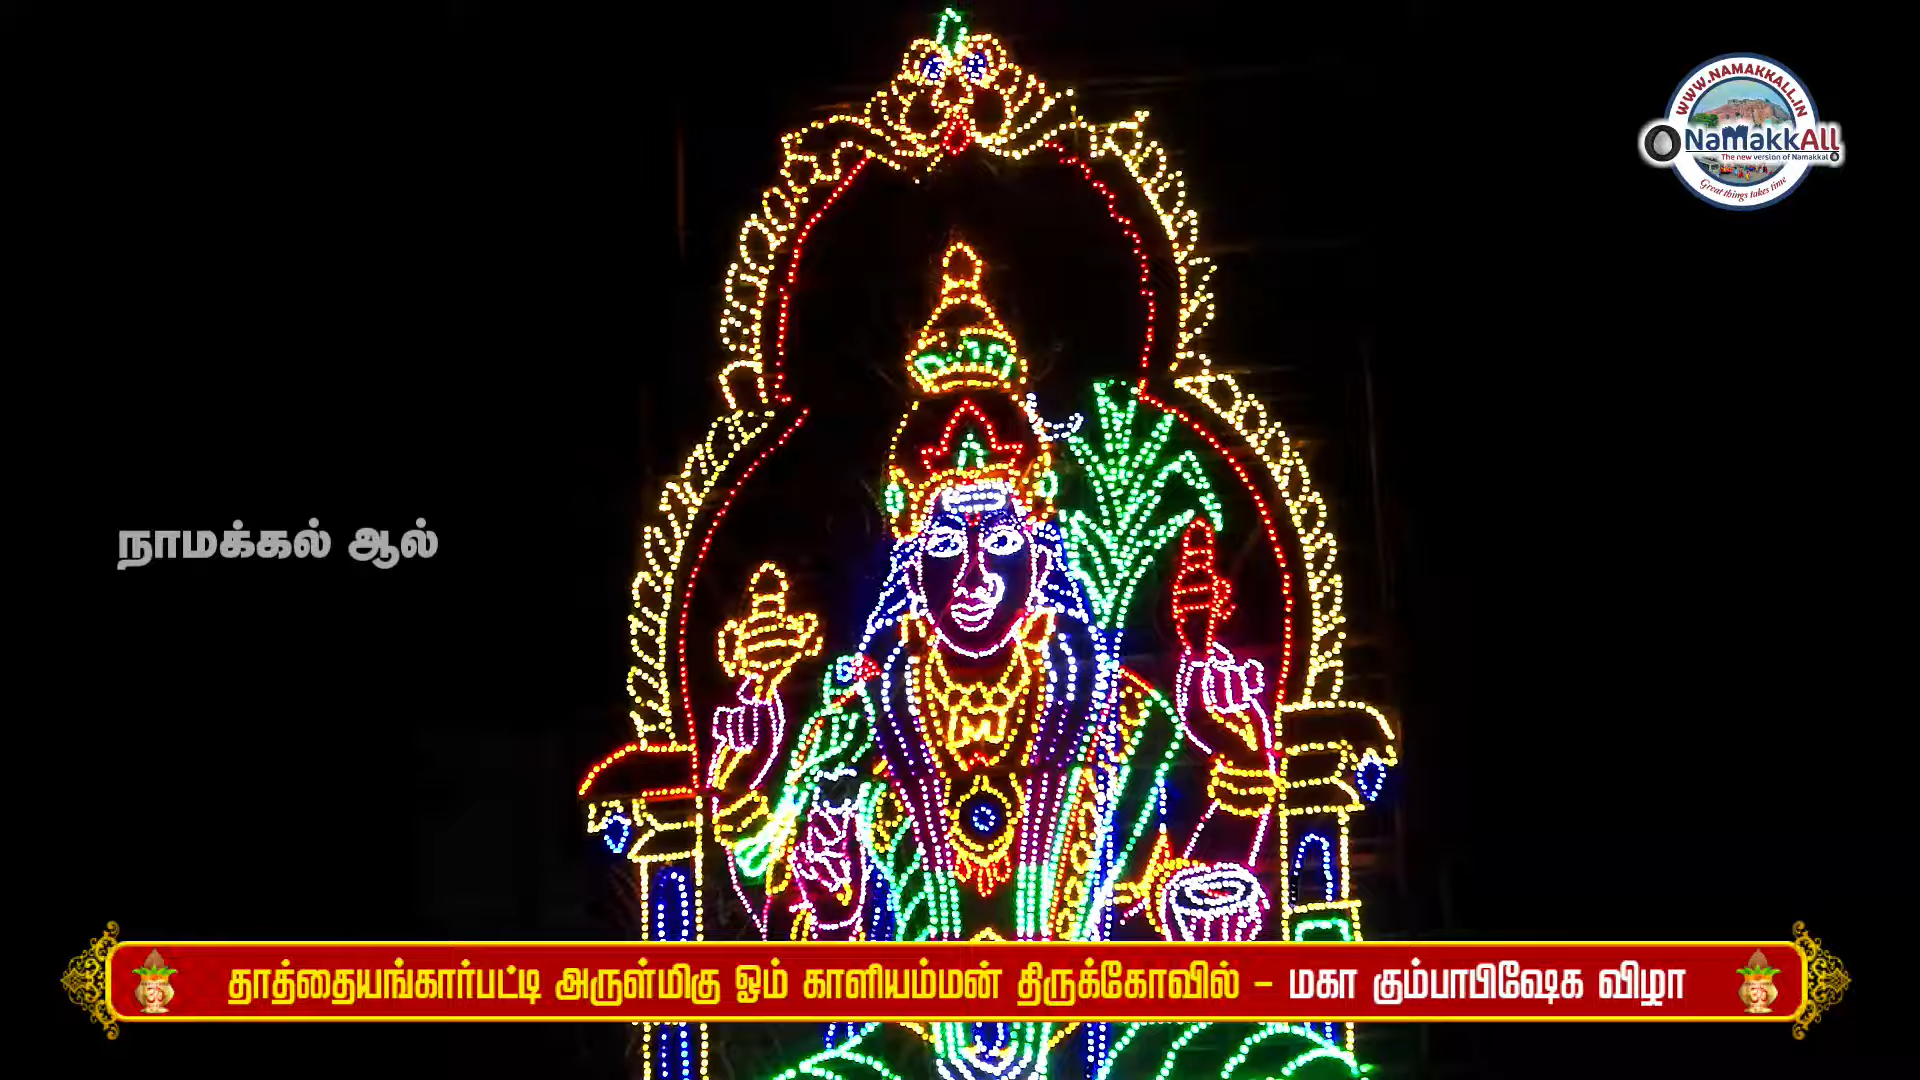 WWW.NAMAKKALL.IN
NaMakkAll
The new version of Namakkal
Great things takes time
நாமக்கல் ஆல்
தாத்தையங்கார்பட்டி அருள்மிகு ஓம் காளியம்மன் திருக்கோவில் – மகா கும்பாபிஷேக விழா